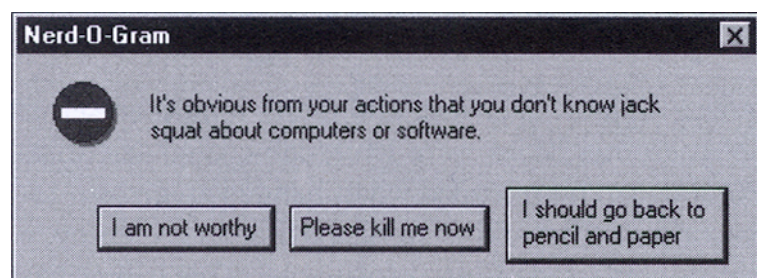 Nerd-O-Gram
It's obvious from your actions that you don't know jack
squat about computers or software.
I am not worthy
Please kill me now
I should go back to
pencil and paper